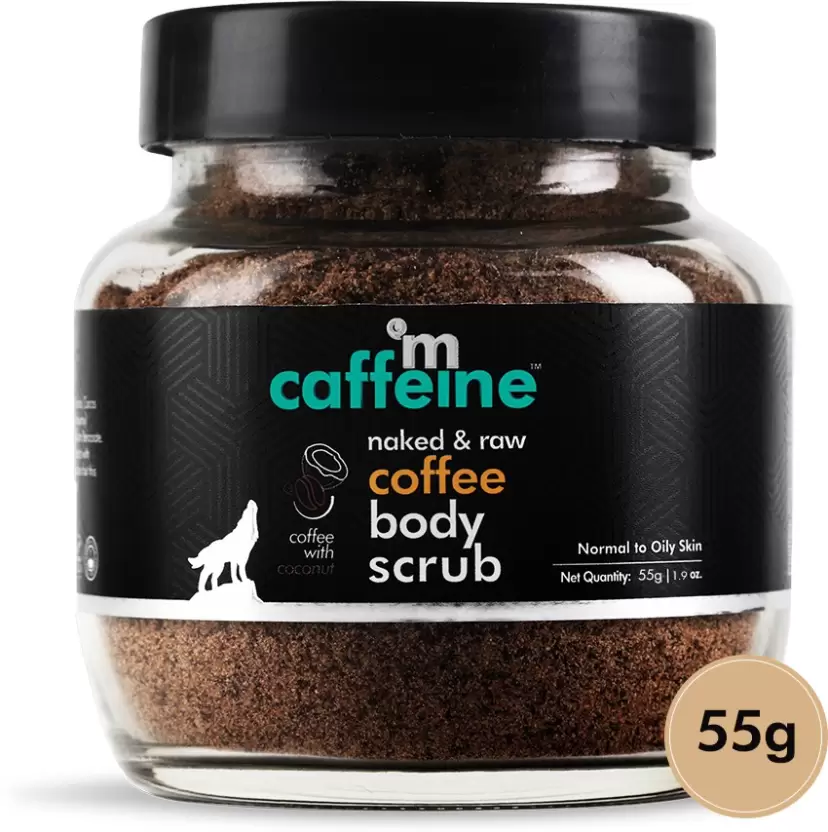 'm
caffeine™
naked & raw
coffee
body
scrub
coffee
with
coconut
Normal to Oily Skin
Net Quantity: 55g | 1.9 oz.
55g